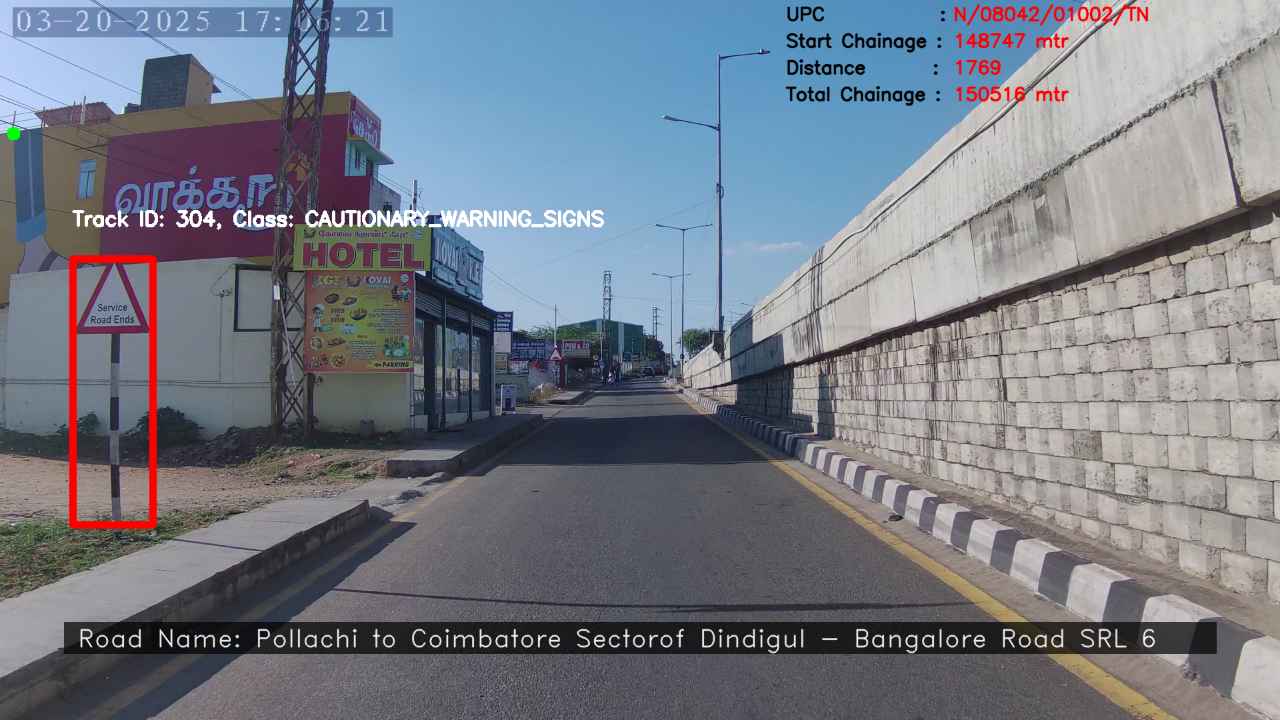 03-20-2025 17:06:21
UPC : N/08042/01002/TN
Start Chainage : 148747 mtr
Distance : 1769
Total Chainage : 150516 mtr
வாக்கரூ
Track ID: 304, Class: CAUTIONARY_WARNING_SIGNS
HOTEL
Service
Road Ends
PARKING
Road Name: Pollachi to Coimbatore Sectorof Dindigul - Bangalore Road SRL 6